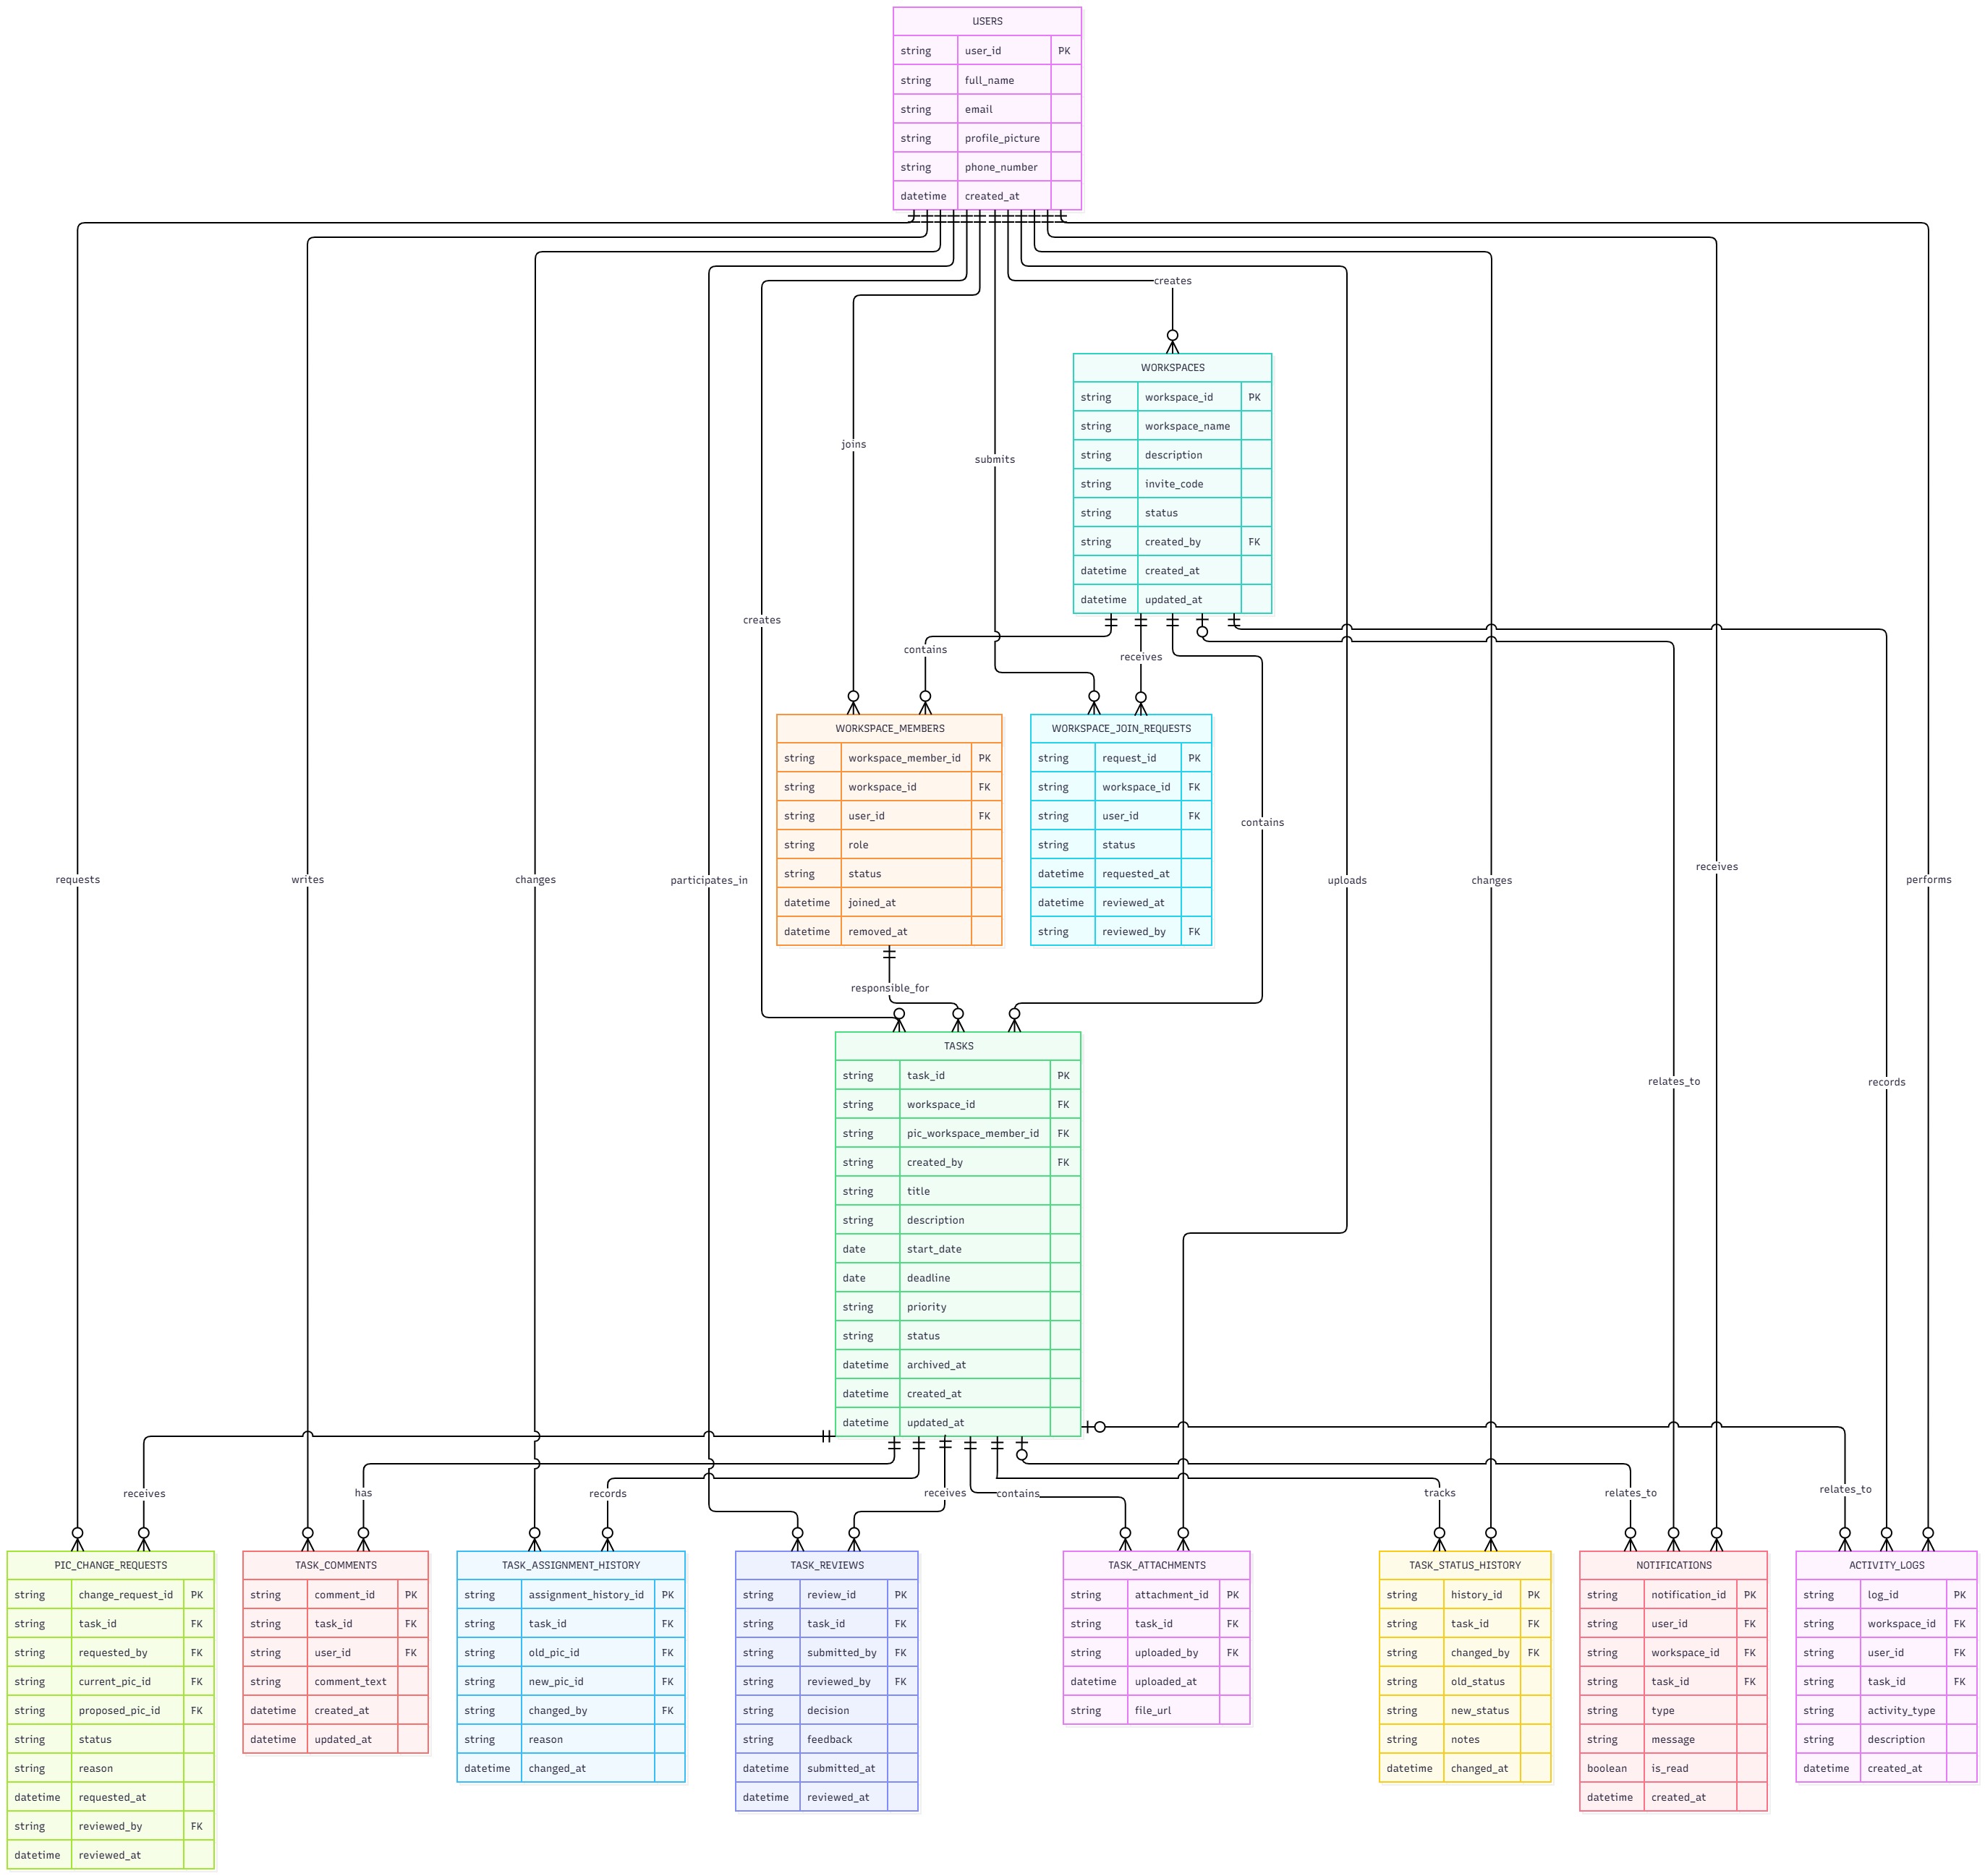 USERS
string user_id PK
string full_name
string email
string profile_picture
string phone_number
datetime created_at
creates
WORKSPACES
string workspace_id PK
string workspace_name
string description
string invite_code
string status
string created_by FK
datetime created_at
datetime updated_at
joins
submits
creates
contains
receives
WORKSPACE_MEMBERS
string workspace_member_id PK
string workspace_id FK
string user_id FK
string role
string status
datetime joined_at
datetime removed_at
WORKSPACE_JOIN_REQUESTS
string request_id PK
string workspace_id FK
string user_id FK
string status
datetime requested_at
datetime reviewed_at
string reviewed_by FK
contains
requests
writes
changes
participates_in
uploads
changes
receives
performs
responsible_for
TASKS
string task_id PK
string workspace_id FK
string pic_workspace_member_id FK
string created_by FK
string title
string description
date start_date
date deadline
string priority
string status
datetime archived_at
datetime created_at
datetime updated_at
relates_to
records
receives
has
records
receives
contains
tracks
relates_to
relates_to
PIC_CHANGE_REQUESTS
string change_request_id PK
string task_id FK
string requested_by FK
string current_pic_id FK
string proposed_pic_id FK
string status
string reason
datetime requested_at
string reviewed_by FK
datetime reviewed_at
TASK_COMMENTS
string comment_id PK
string task_id FK
string user_id FK
string comment_text
datetime created_at
datetime updated_at
TASK_ASSIGNMENT_HISTORY
string assignment_history_id PK
string task_id FK
string old_pic_id FK
string new_pic_id FK
string changed_by FK
string reason
datetime changed_at
TASK_REVIEWS
string review_id PK
string task_id FK
string submitted_by FK
string reviewed_by FK
string decision
string feedback
datetime submitted_at
datetime reviewed_at
TASK_ATTACHMENTS
string attachment_id PK
string task_id FK
string uploaded_by FK
datetime uploaded_at
string file_url
TASK_STATUS_HISTORY
string history_id PK
string task_id FK
string changed_by FK
string old_status
string new_status
string notes
datetime changed_at
NOTIFICATIONS
string notification_id PK
string user_id FK
string workspace_id FK
string task_id FK
string type
string message
boolean is_read
datetime created_at
ACTIVITY_LOGS
string log_id PK
string workspace_id FK
string user_id FK
string task_id FK
string activity_type
string description
datetime created_at